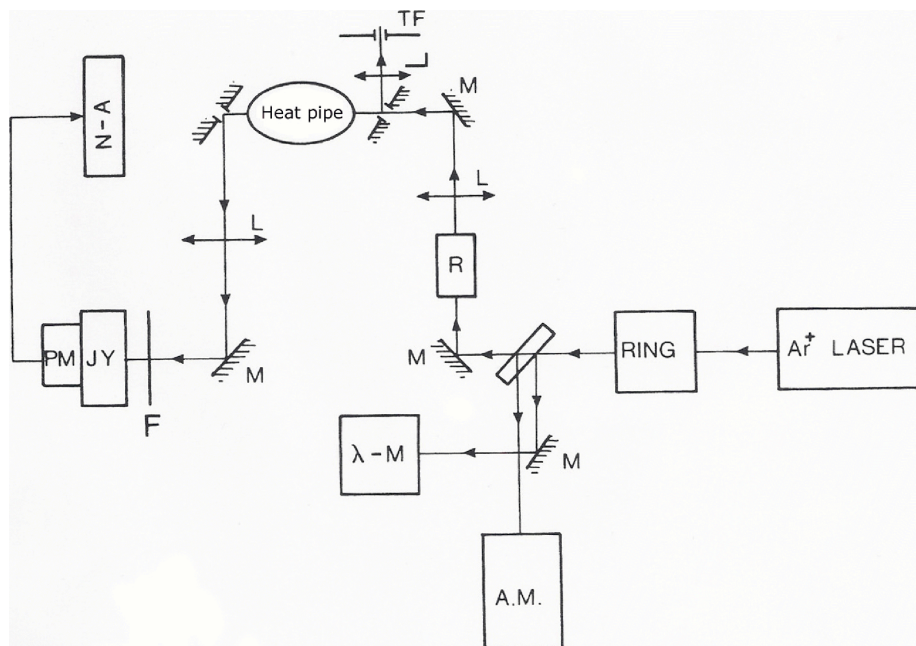 TF
L
M
Heat pipe
N-A
L
L
R
PM
JY
M
F
M
RING
Ar+ LASER
λ-M
M
A.M.